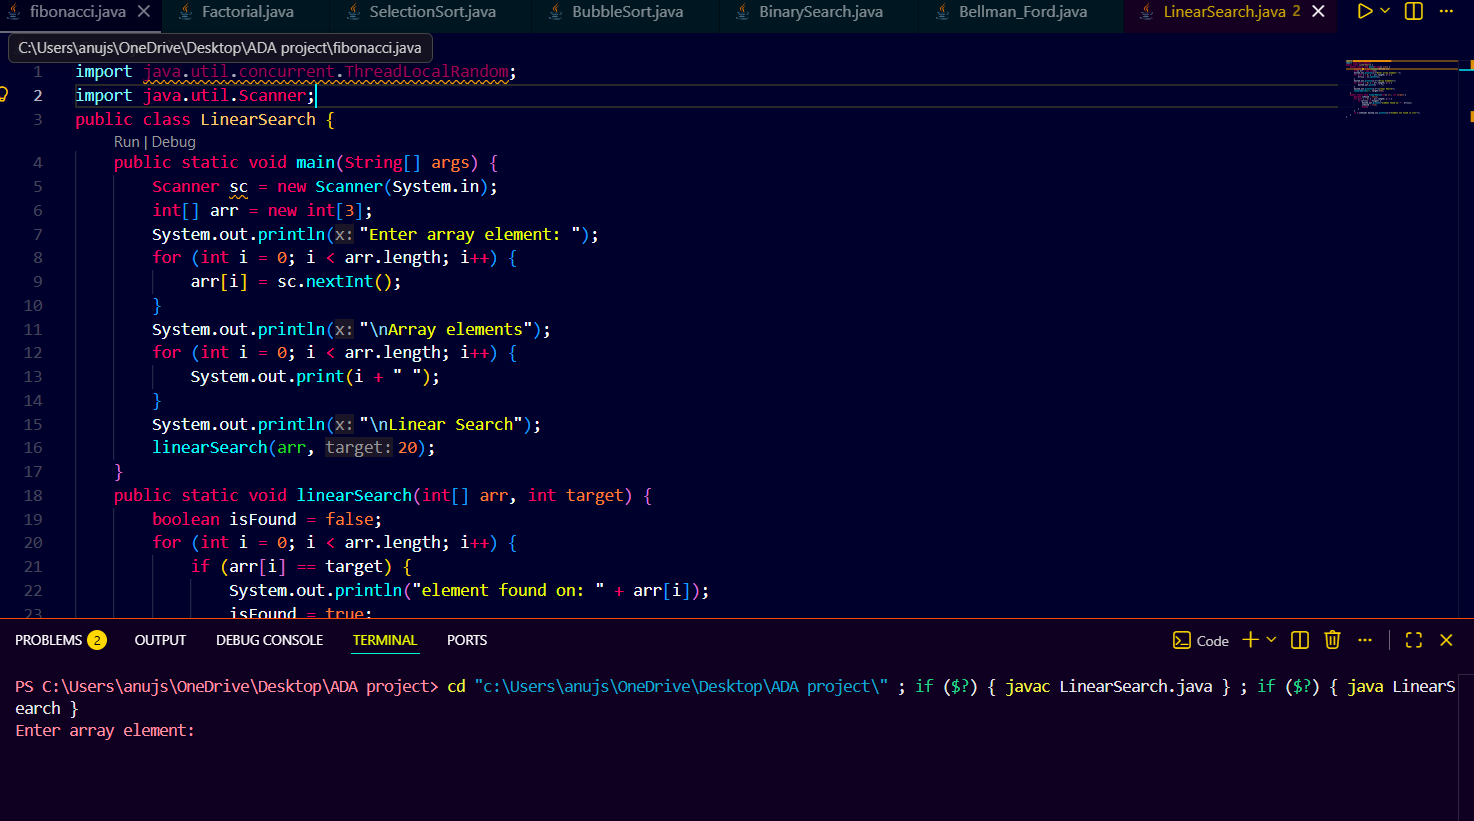 fibonacci.java Factorial.java SelectionSort.java BubbleSort.java BinarySearch.java Bellman_Ford.java LinearSearch.java 2
C:\Users\anujs\OneDrive\Desktop\ADA project\fibonacci.java
1 import java.util.concurrent.ThreadLocalRandom;
2 import java.util.Scanner;
3 public class LinearSearch {
Run | Debug
4 public static void main(String[] args) {
5 Scanner sc = new Scanner(System.in);
6 int[] arr = new int[3];
7 System.out.println(x: "Enter array element: ");
8 for (int i = 0; i < arr.length; i++) {
9 arr[i] = sc.nextInt();
10 }
11 System.out.println(x: "\nArray elements");
12 for (int i = 0; i < arr.length; i++) {
13 System.out.print(i + " ");
14 }
15 System.out.println(x: "\nLinear Search");
16 linearSearch(arr, target: 20);
17 }
18 public static void linearSearch(int[] arr, int target) {
19 boolean isFound = false;
20 for (int i = 0; i < arr.length; i++) {
21 if (arr[i] == target) {
22 System.out.println("element found on: " + arr[i]);
23 isFound = true;
PROBLEMS 2 OUTPUT DEBUG CONSOLE TERMINAL PORTS Code
PS C:\Users\anujs\OneDrive\Desktop\ADA project> cd "c:\Users\anujs\OneDrive\Desktop\ADA project\" ; if ($?) { javac LinearSearch.java } ; if ($?) { java LinearS
earch }
Enter array element: